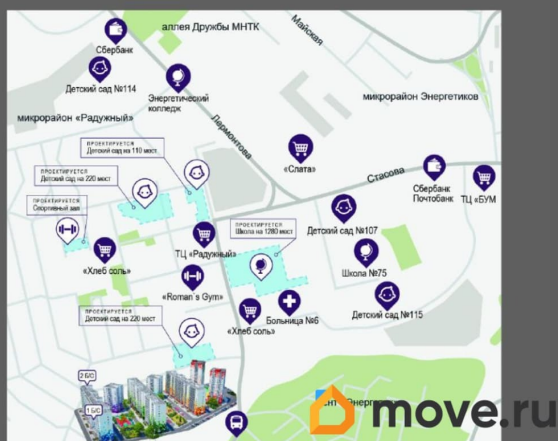 аллея Дружбы МНТК
Майская
Сбербанк
Детский сад №114
Энергетический
колледж
Лермонтова
микрорайон Энергетиков
микрорайон «Радужный»
ПРОЕКТИРУЕТСЯ
Детский сад на 110 мест
«Слата»
Стасова
Сбербанк
Почтобанк
ТЦ «БУМ
ПРОЕКТИРУЕТСЯ
Детский сад на 220 мест
ПРОЕКТИРУЕТСЯ
Спортивный зал
ПРОЕКТИРУЕТСЯ
Школа на 1280 мест
Детский сад №107
ТЦ «Радужный»
«Хлеб соль»
Школа №75
«Roman`s Gym»
ПРОЕКТИРУЕТСЯ
Детский сад на 220 мест
«Хлеб соль»
Больница №6
Детский сад №115
2 Б/С
1 Б/С
move.ru